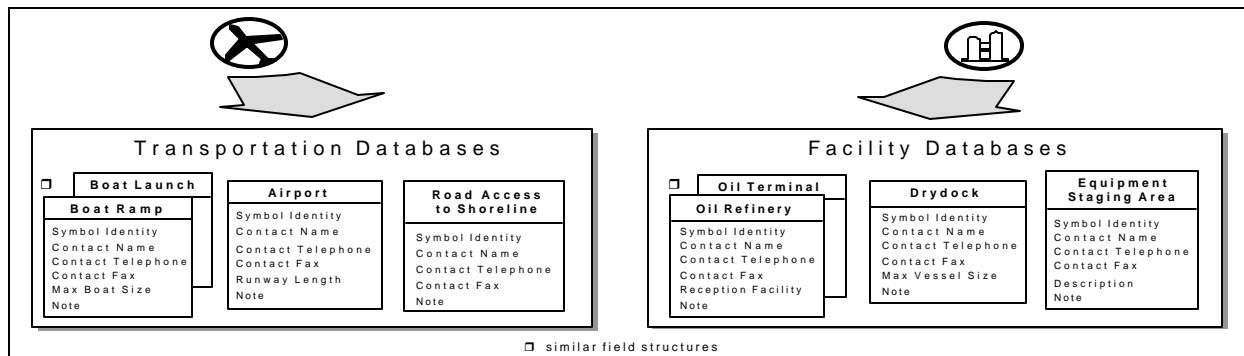 Transportation Databases
❒
Boat Launch
Boat Ramp
Symbol Identity
Contact Name
Contact Telephone
Contact Fax
Max Boat Size
Note
Airport
Symbol Identity
Contact Name
Contact Telephone
Contact Fax
Runway Length
Note
Road Access
to Shoreline
Symbol Identity
Contact Name
Contact Telephone
Contact Fax
Note
Facility Databases
❒
Oil Terminal
Oil Refinery
Symbol Identity
Contact Name
Contact Telephone
Contact Fax
Reception Facility
Note
Drydock
Symbol Identity
Contact Name
Contact Telephone
Contact Fax
Max Vessel Size
Note
Equipment
Staging Area
Symbol Identity
Contact Name
Contact Telephone
Contact Fax
Description
Note
❒ similar field structures